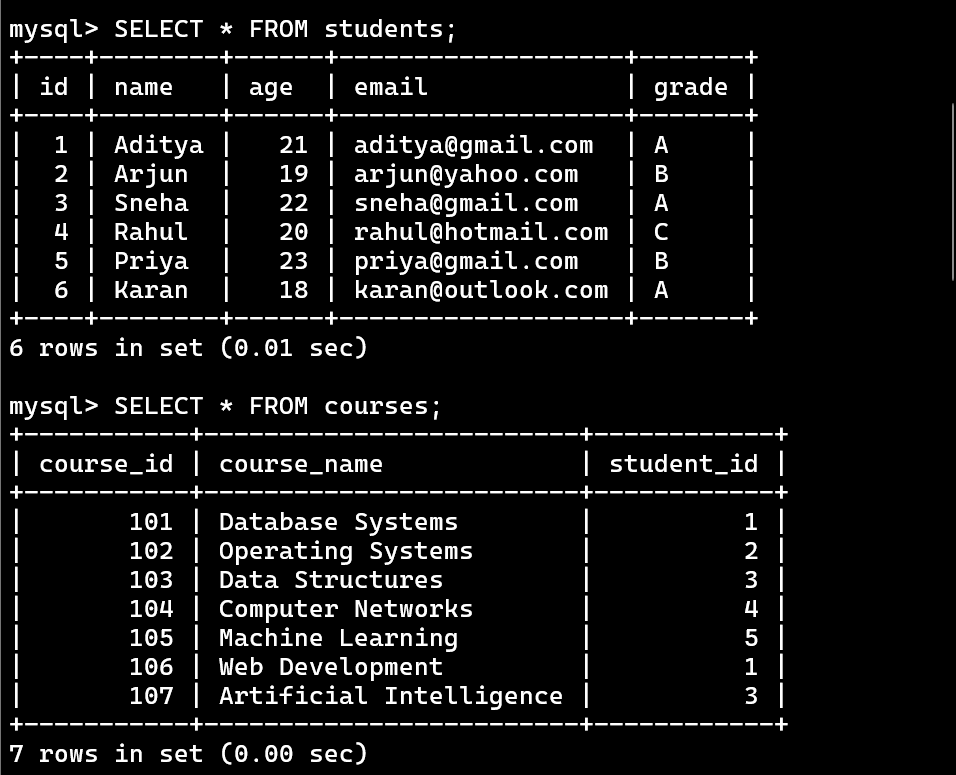 mysql> SELECT * FROM students;
+----+--------+------+-------------------+-------+
| id | name   | age  | email             | grade |
+----+--------+------+-------------------+-------+
|  1 | Aditya |   21 | aditya@gmail.com  | A     |
|  2 | Arjun  |   19 | arjun@yahoo.com   | B     |
|  3 | Sneha  |   22 | sneha@gmail.com   | A     |
|  4 | Rahul  |   20 | rahul@hotmail.com | C     |
|  5 | Priya  |   23 | priya@gmail.com   | B     |
|  6 | Karan  |   18 | karan@outlook.com | A     |
+----+--------+------+-------------------+-------+
6 rows in set (0.01 sec)

mysql> SELECT * FROM courses;
+-----------+-------------------------+------------+
| course_id | course_name             | student_id |
+-----------+-------------------------+------------+
|       101 | Database Systems        |          1 |
|       102 | Operating Systems       |          2 |
|       103 | Data Structures         |          3 |
|       104 | Computer Networks       |          4 |
|       105 | Machine Learning        |          5 |
|       106 | Web Development         |          1 |
|       107 | Artificial Intelligence |          3 |
+-----------+-------------------------+------------+
7 rows in set (0.00 sec)